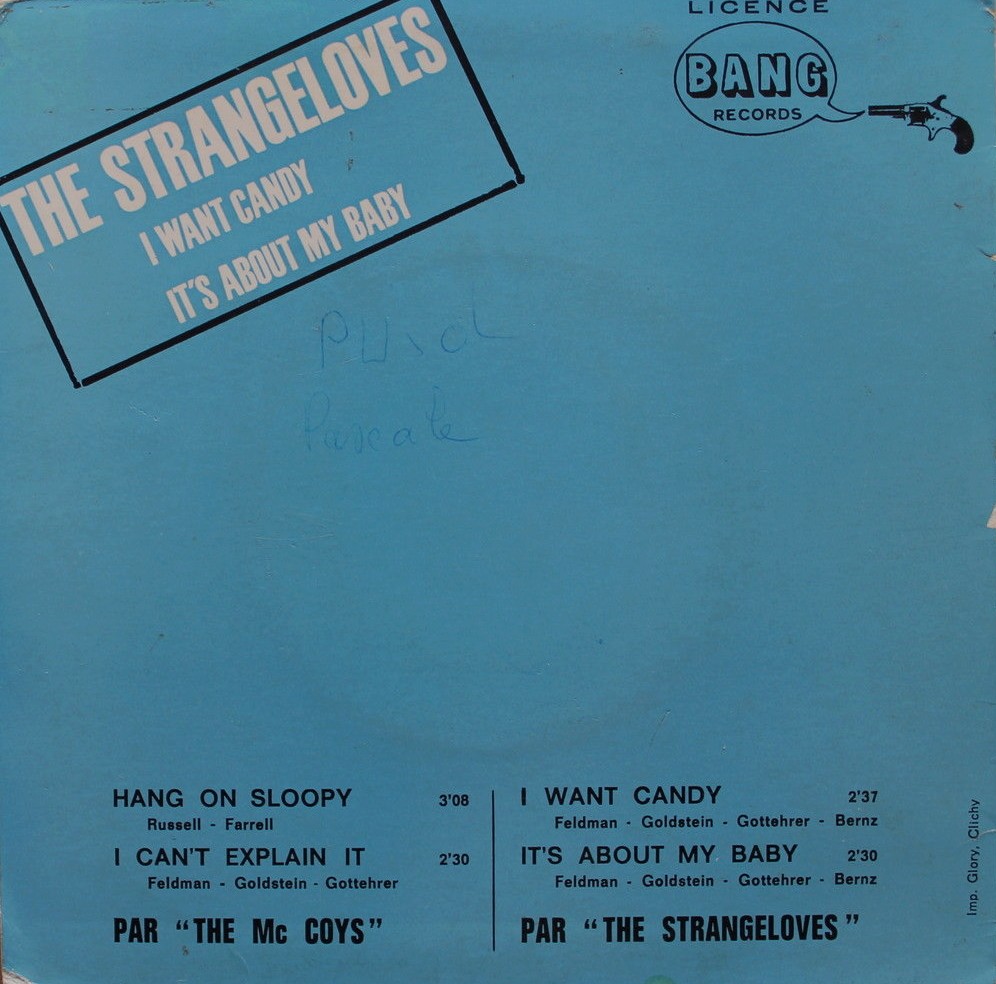 THE STRANGELOVES
I WANT CANDY
IT'S ABOUT MY BABY
LICENCE
BANG
RECORDS
Pascale
HANG ON SLOOPY 3'08
Russell - Farrell
I CAN'T EXPLAIN IT 2'30
Feldman - Goldstein - Gottehrer
PAR "THE Mc COYS"
I WANT CANDY 2'37
Feldman - Goldstein - Gottehrer - Bernz
IT'S ABOUT MY BABY 2'30
Feldman - Goldstein - Gottehrer - Bernz
PAR "THE STRANGELOVES"
Imp. Glory, Clichy